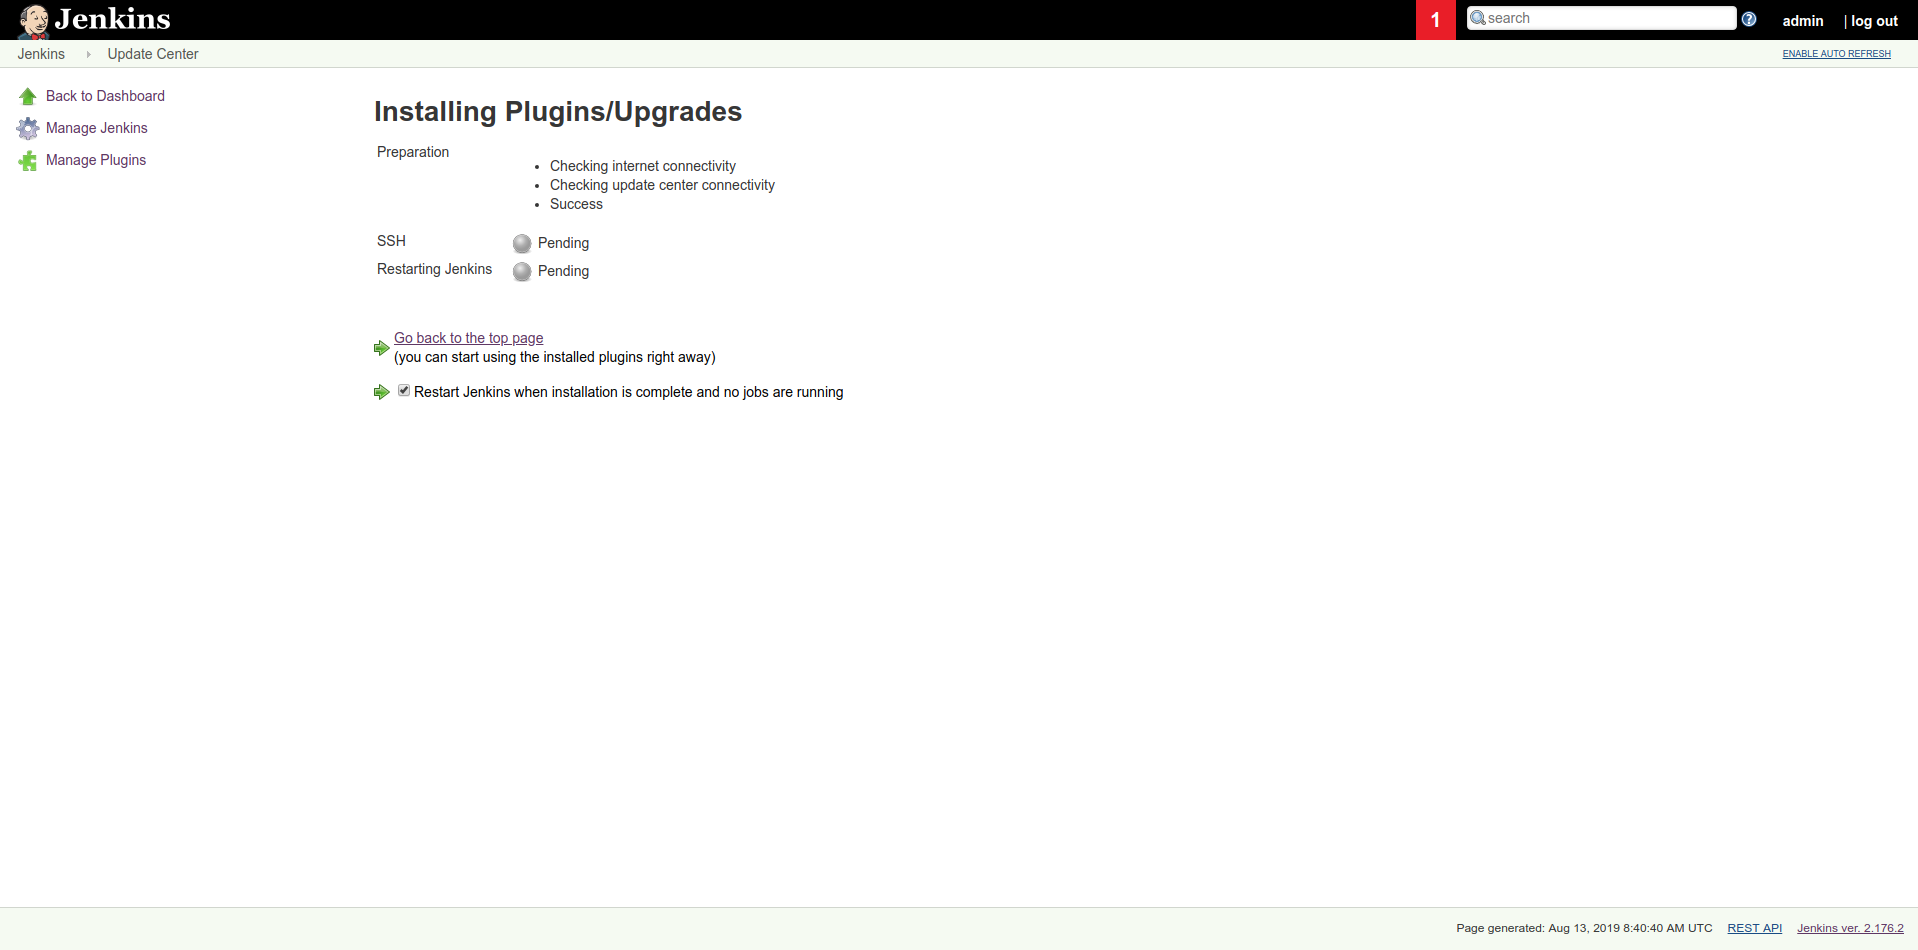 Jenkins
1
search
?
admin
| log out
Jenkins
Update Center
ENABLE AUTO REFRESH
Back to Dashboard
Manage Jenkins
Manage Plugins
Installing Plugins/Upgrades
Preparation
• Checking internet connectivity
• Checking update center connectivity
• Success
SSH Pending
Restarting Jenkins Pending
Go back to the top page
(you can start using the installed plugins right away)
Restart Jenkins when installation is complete and no jobs are running
Page generated: Aug 13, 2019 8:40:40 AM UTC REST API Jenkins ver. 2.176.2